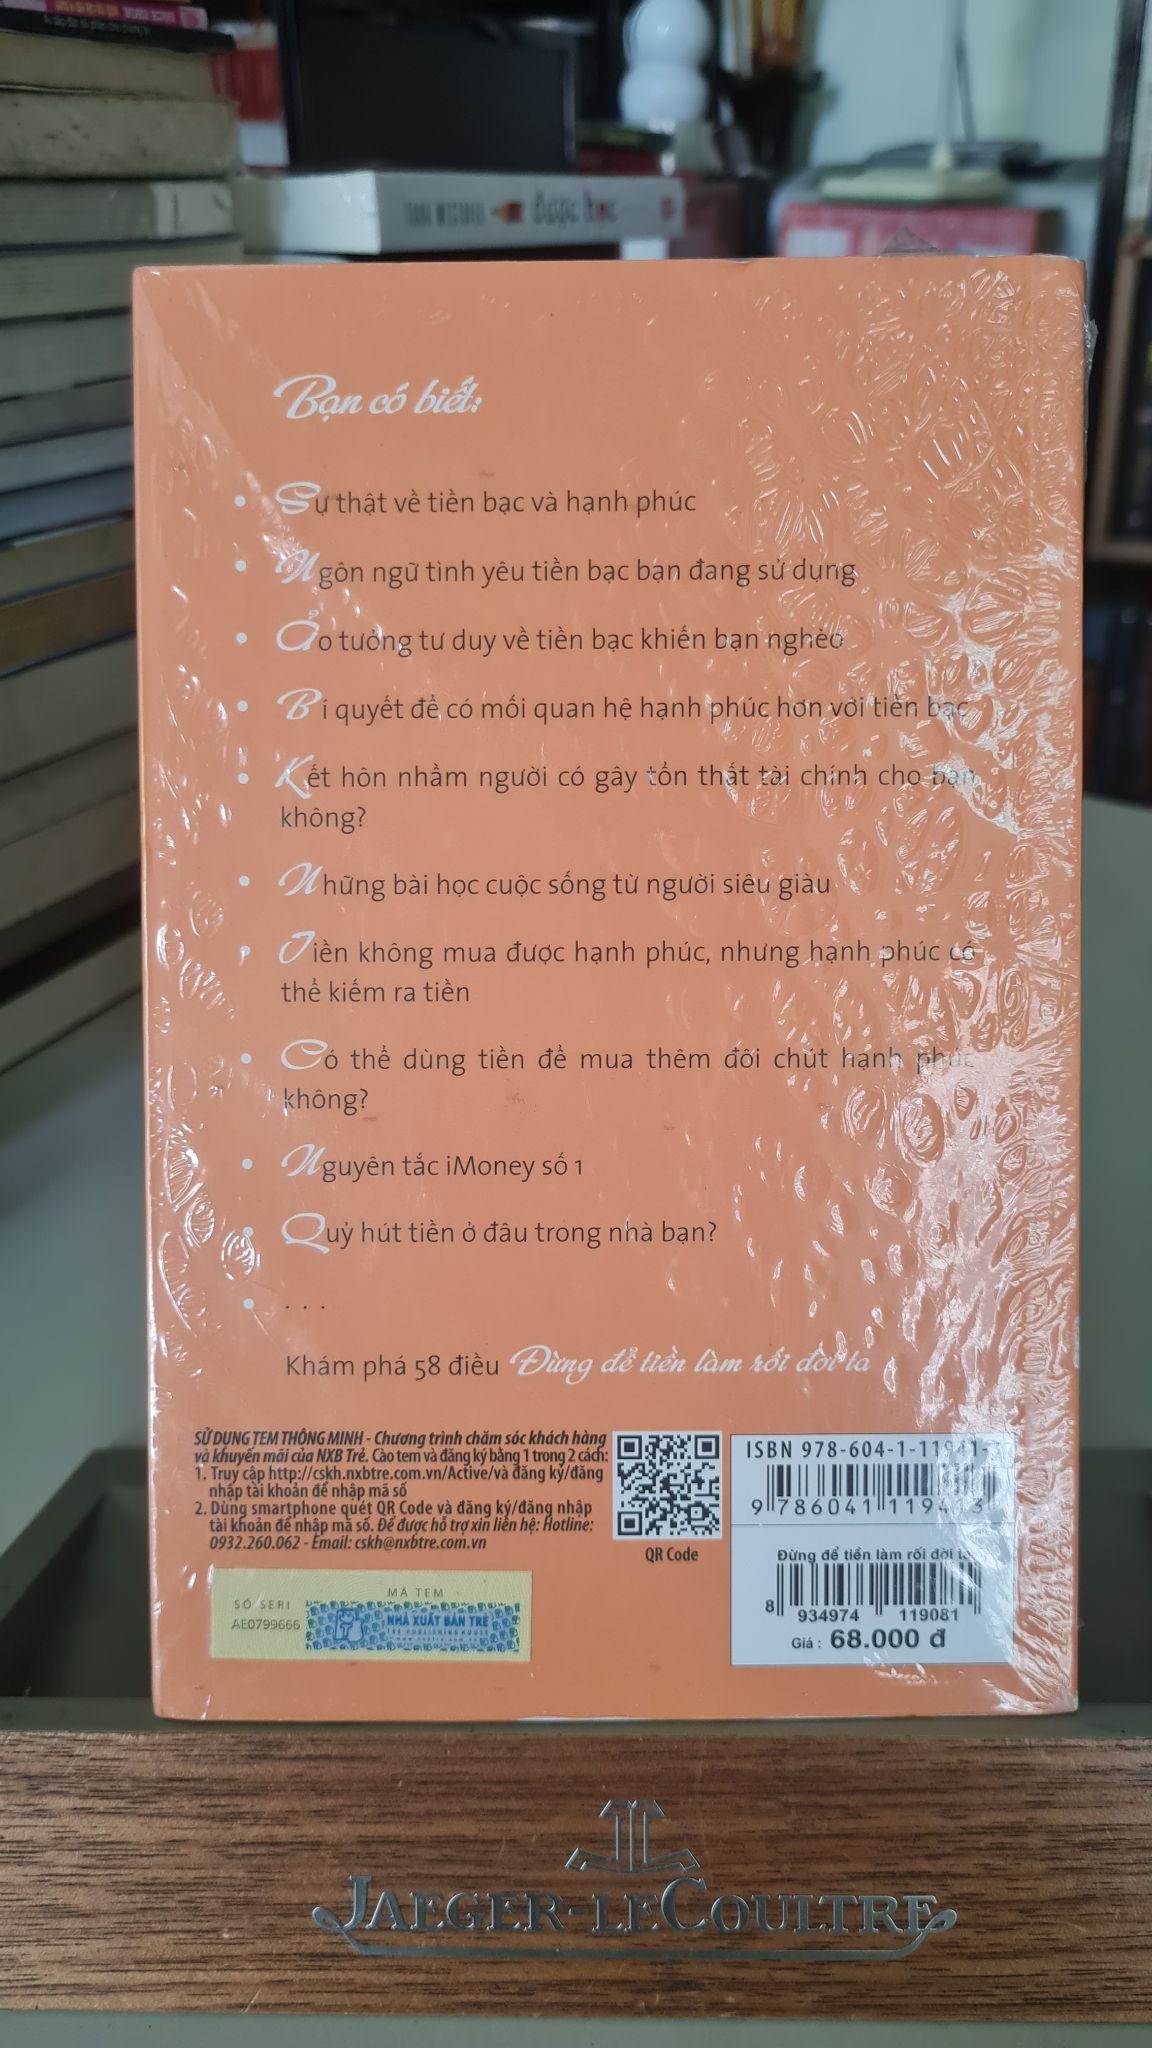 được học
Bạn có biết:
• Sự thật về tiền bạc và hạnh phúc
• Ngôn ngữ tình yêu tiền bạc bạn đang sử dụng
• Ảo tưởng tư duy về tiền bạc khiến bạn nghèo
• Bí quyết để có mối quan hệ hạnh phúc hơn với tiền bạc
• Kết hôn nhầm người có gây tổn thất tài chính cho bạn
không?
• Những bài học cuộc sống từ người siêu giàu
• Tiền không mua được hạnh phúc, nhưng hạnh phúc có
thể kiếm ra tiền
• Có thể dùng tiền để mua thêm đôi chút hạnh phúc
không?
• Nguyên tắc iMoney số 1
• Quỷ hút tiền ở đâu trong nhà bạn?
• . . .
Khám phá 58 điều Đừng để tiền làm rối đời ta
SỬ DỤNG TEM THÔNG MINH - Chương trình chăm sóc khách hàng
và khuyến mãi của NXB Trẻ. Cào tem và đăng ký bằng 1 trong 2 cách:
1. Truy cập http://cskh.nxbtre.com.vn/Active/và đăng ký/đăng
nhập tài khoản để nhập mã số
2. Dùng smartphone quét QR Code và đăng ký/đăng nhập
tài khoản để nhập mã số. Để được hỗ trợ xin liên hệ: Hotline:
0932.260.062 - Email: cskh@nxbtre.com.vn
QR Code
ISBN 978-604-1-11941-3
9 786041 119413
Đừng để tiền làm rối đời ta
8 934974 119081
Giá : 68.000 đ
MÃ TEM
SỐ SERI
AE0799666
NHÀ XUẤT BẢN TRẺ
JAEGER-LECOULTRE